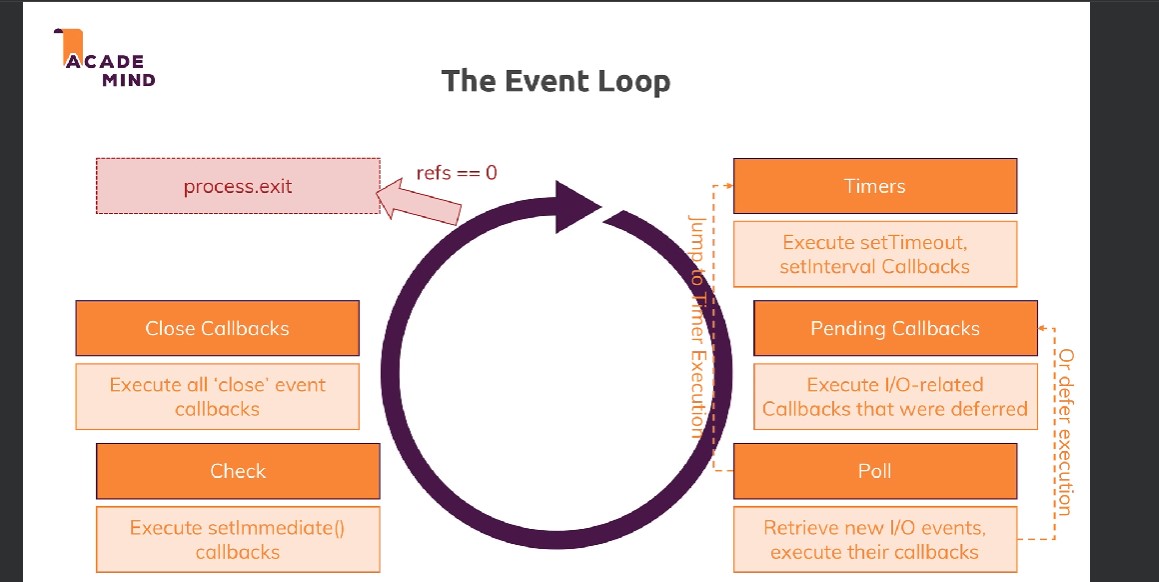 ACADE
MIND
The Event Loop
process.exit
refs == 0
Timers
Execute setTimeout,
setInterval Callbacks
Jump to Timer Execution
Close Callbacks
Execute all ‘close’ event
callbacks
Pending Callbacks
Execute I/O-related
Callbacks that were deferred
Or defer execution
Check
Execute setImmediate()
callbacks
Poll
Retrieve new I/O events,
execute their callbacks